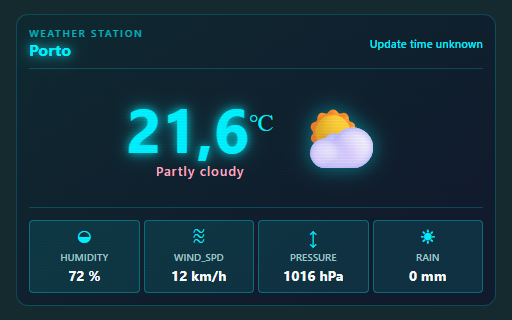 WEATHER STATION
Porto
Update time unknown
21,6°C
Partly cloudy
HUMIDITY
72 %
WIND_SPD
12 km/h
PRESSURE
1016 hPa
RAIN
0 mm